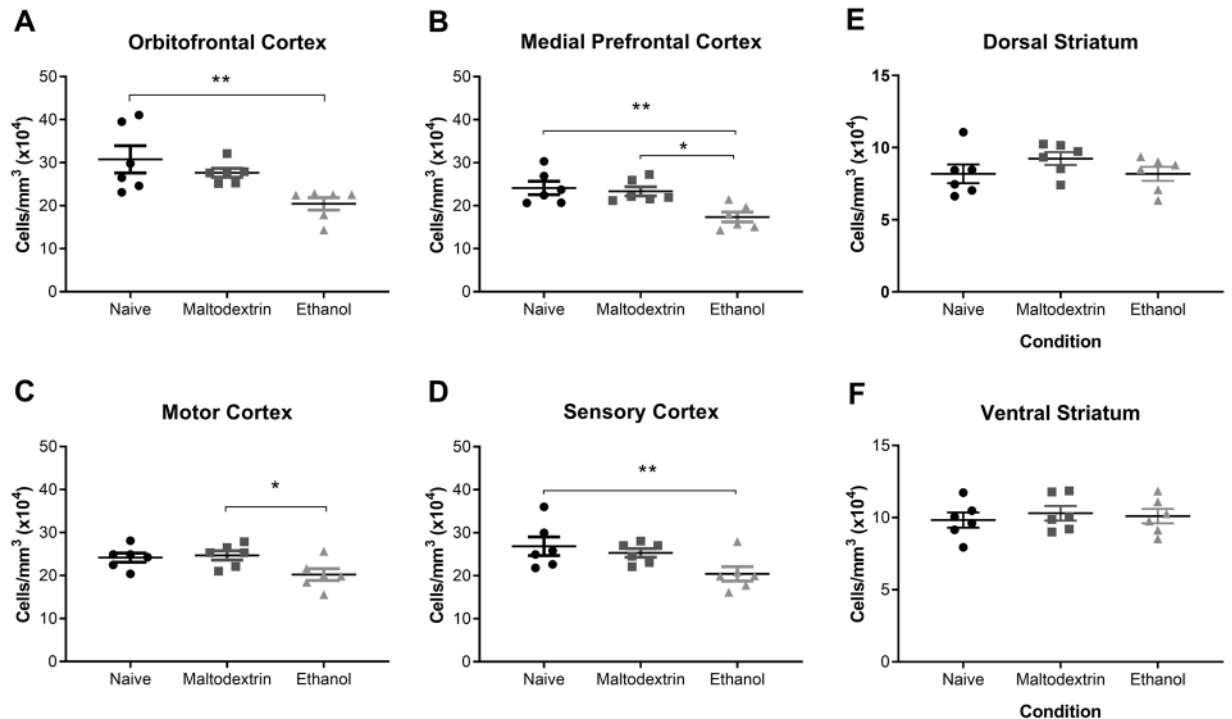 A
Orbitofrontal Cortex
Cells/mm³ (x10⁴)
50
40
30
20
10
0
**
Naive Maltodextrin Ethanol
B
Medial Prefrontal Cortex
Cells/mm³ (x10⁴)
50
40
30
20
10
0
**
*
Naive Maltodextrin Ethanol
E
Dorsal Striatum
Cells/mm³ (x10⁴)
15
10
5
0
Naive Maltodextrin Ethanol
Condition
C
Motor Cortex
Cells/mm³ (x10⁴)
50
40
30
20
10
0
*
Naive Maltodextrin Ethanol
D
Sensory Cortex
Cells/mm³ (x10⁴)
50
40
30
20
10
0
**
Naive Maltodextrin Ethanol
F
Ventral Striatum
Cells/mm³ (x10⁴)
15
10
5
0
Naive Maltodextrin Ethanol
Condition